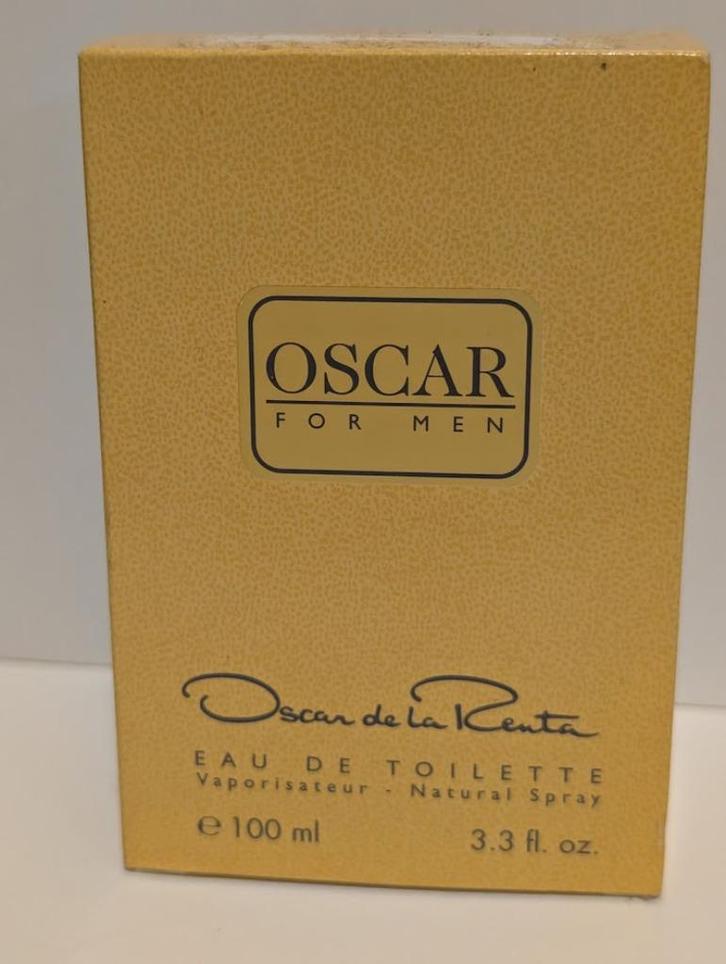 OSCAR
FOR MEN
Oscar de la Renta
EAU DE TOILETTE
Vaporisateur - Natural Spray
℮ 100 ml 3.3 fl. oz.